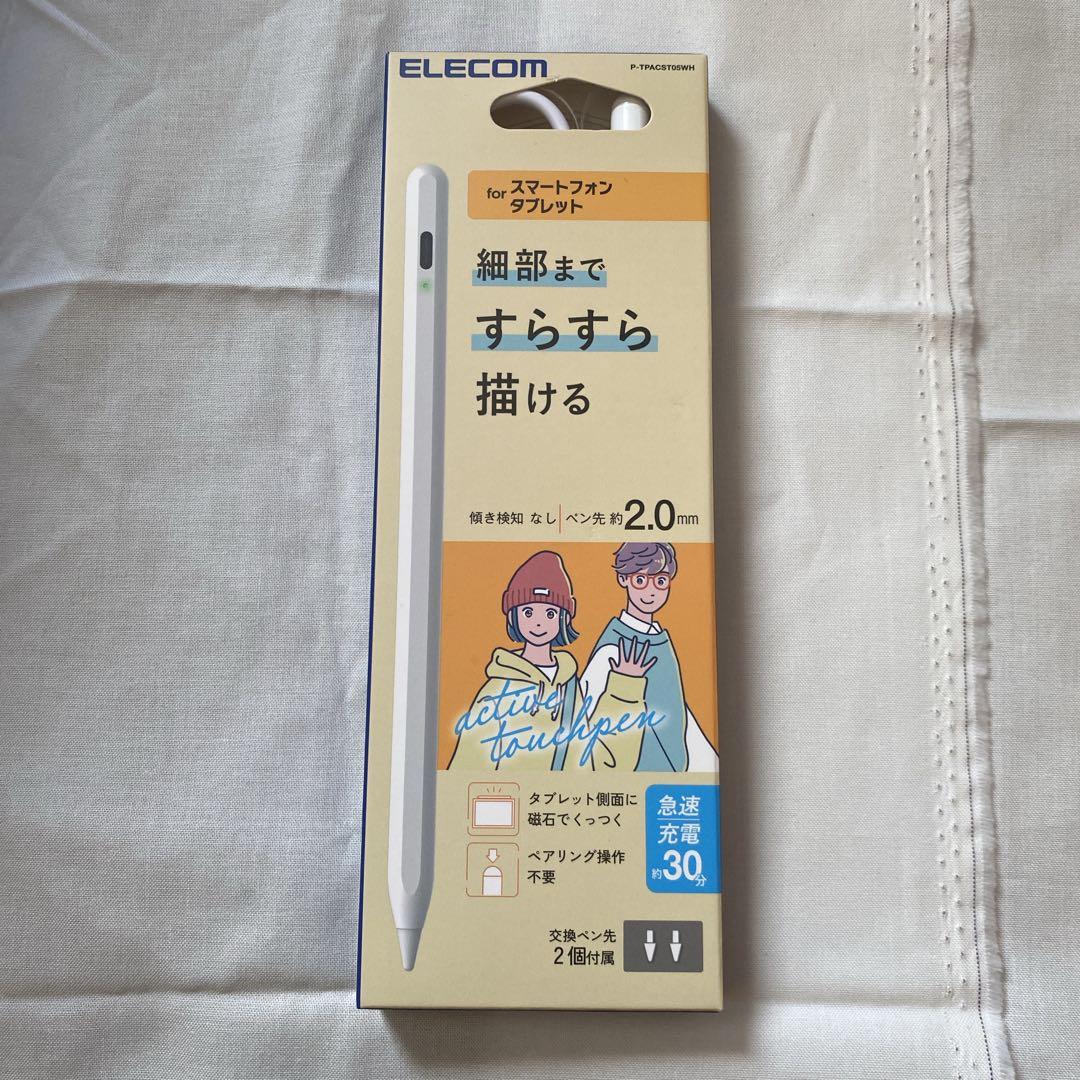 ELECOM
P-TPACST05WH
for スマートフォン
タブレット
細部まで
すらすら
描ける
傾き検知 なし ペン先 約2.0mm
active
touchpen
タブレット側面に
磁石でくっつく
ペアリング操作
不要
急速
充電
約30分
交換ペン先
2個付属